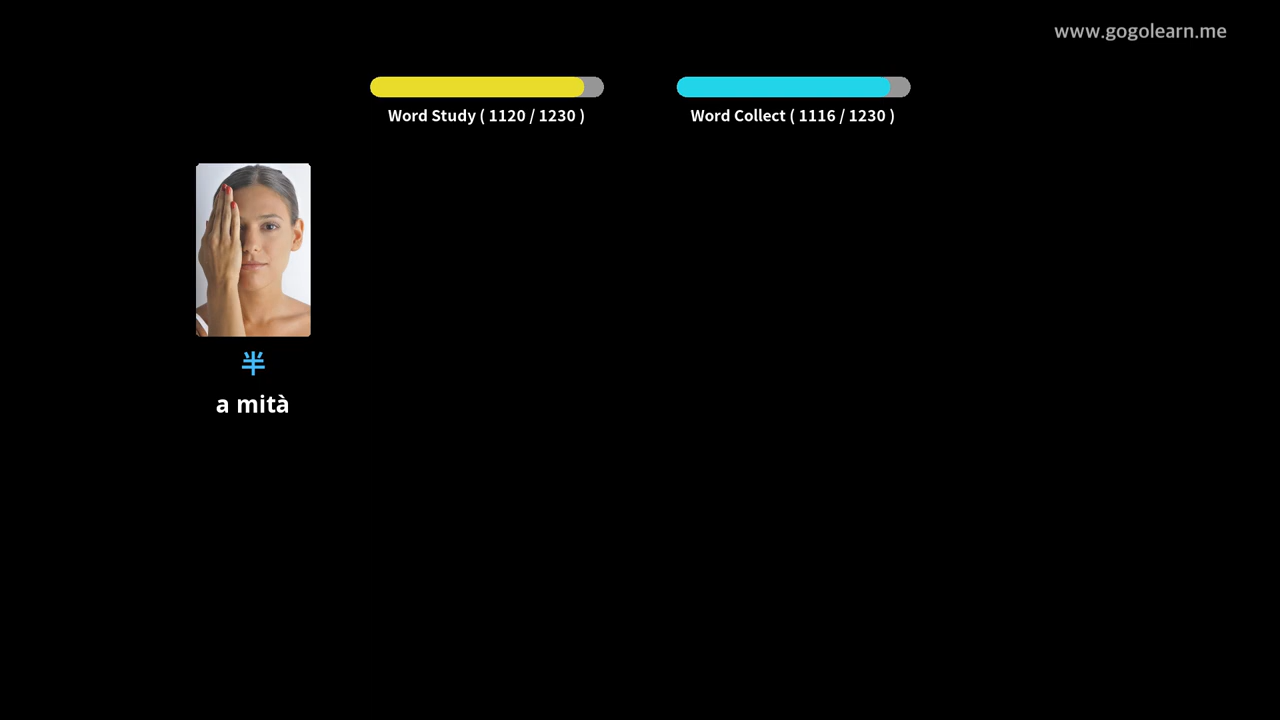 www.gogolearn.me
Word Study ( 1120 / 1230 )
Word Collect ( 1116 / 1230 )
半
a mità